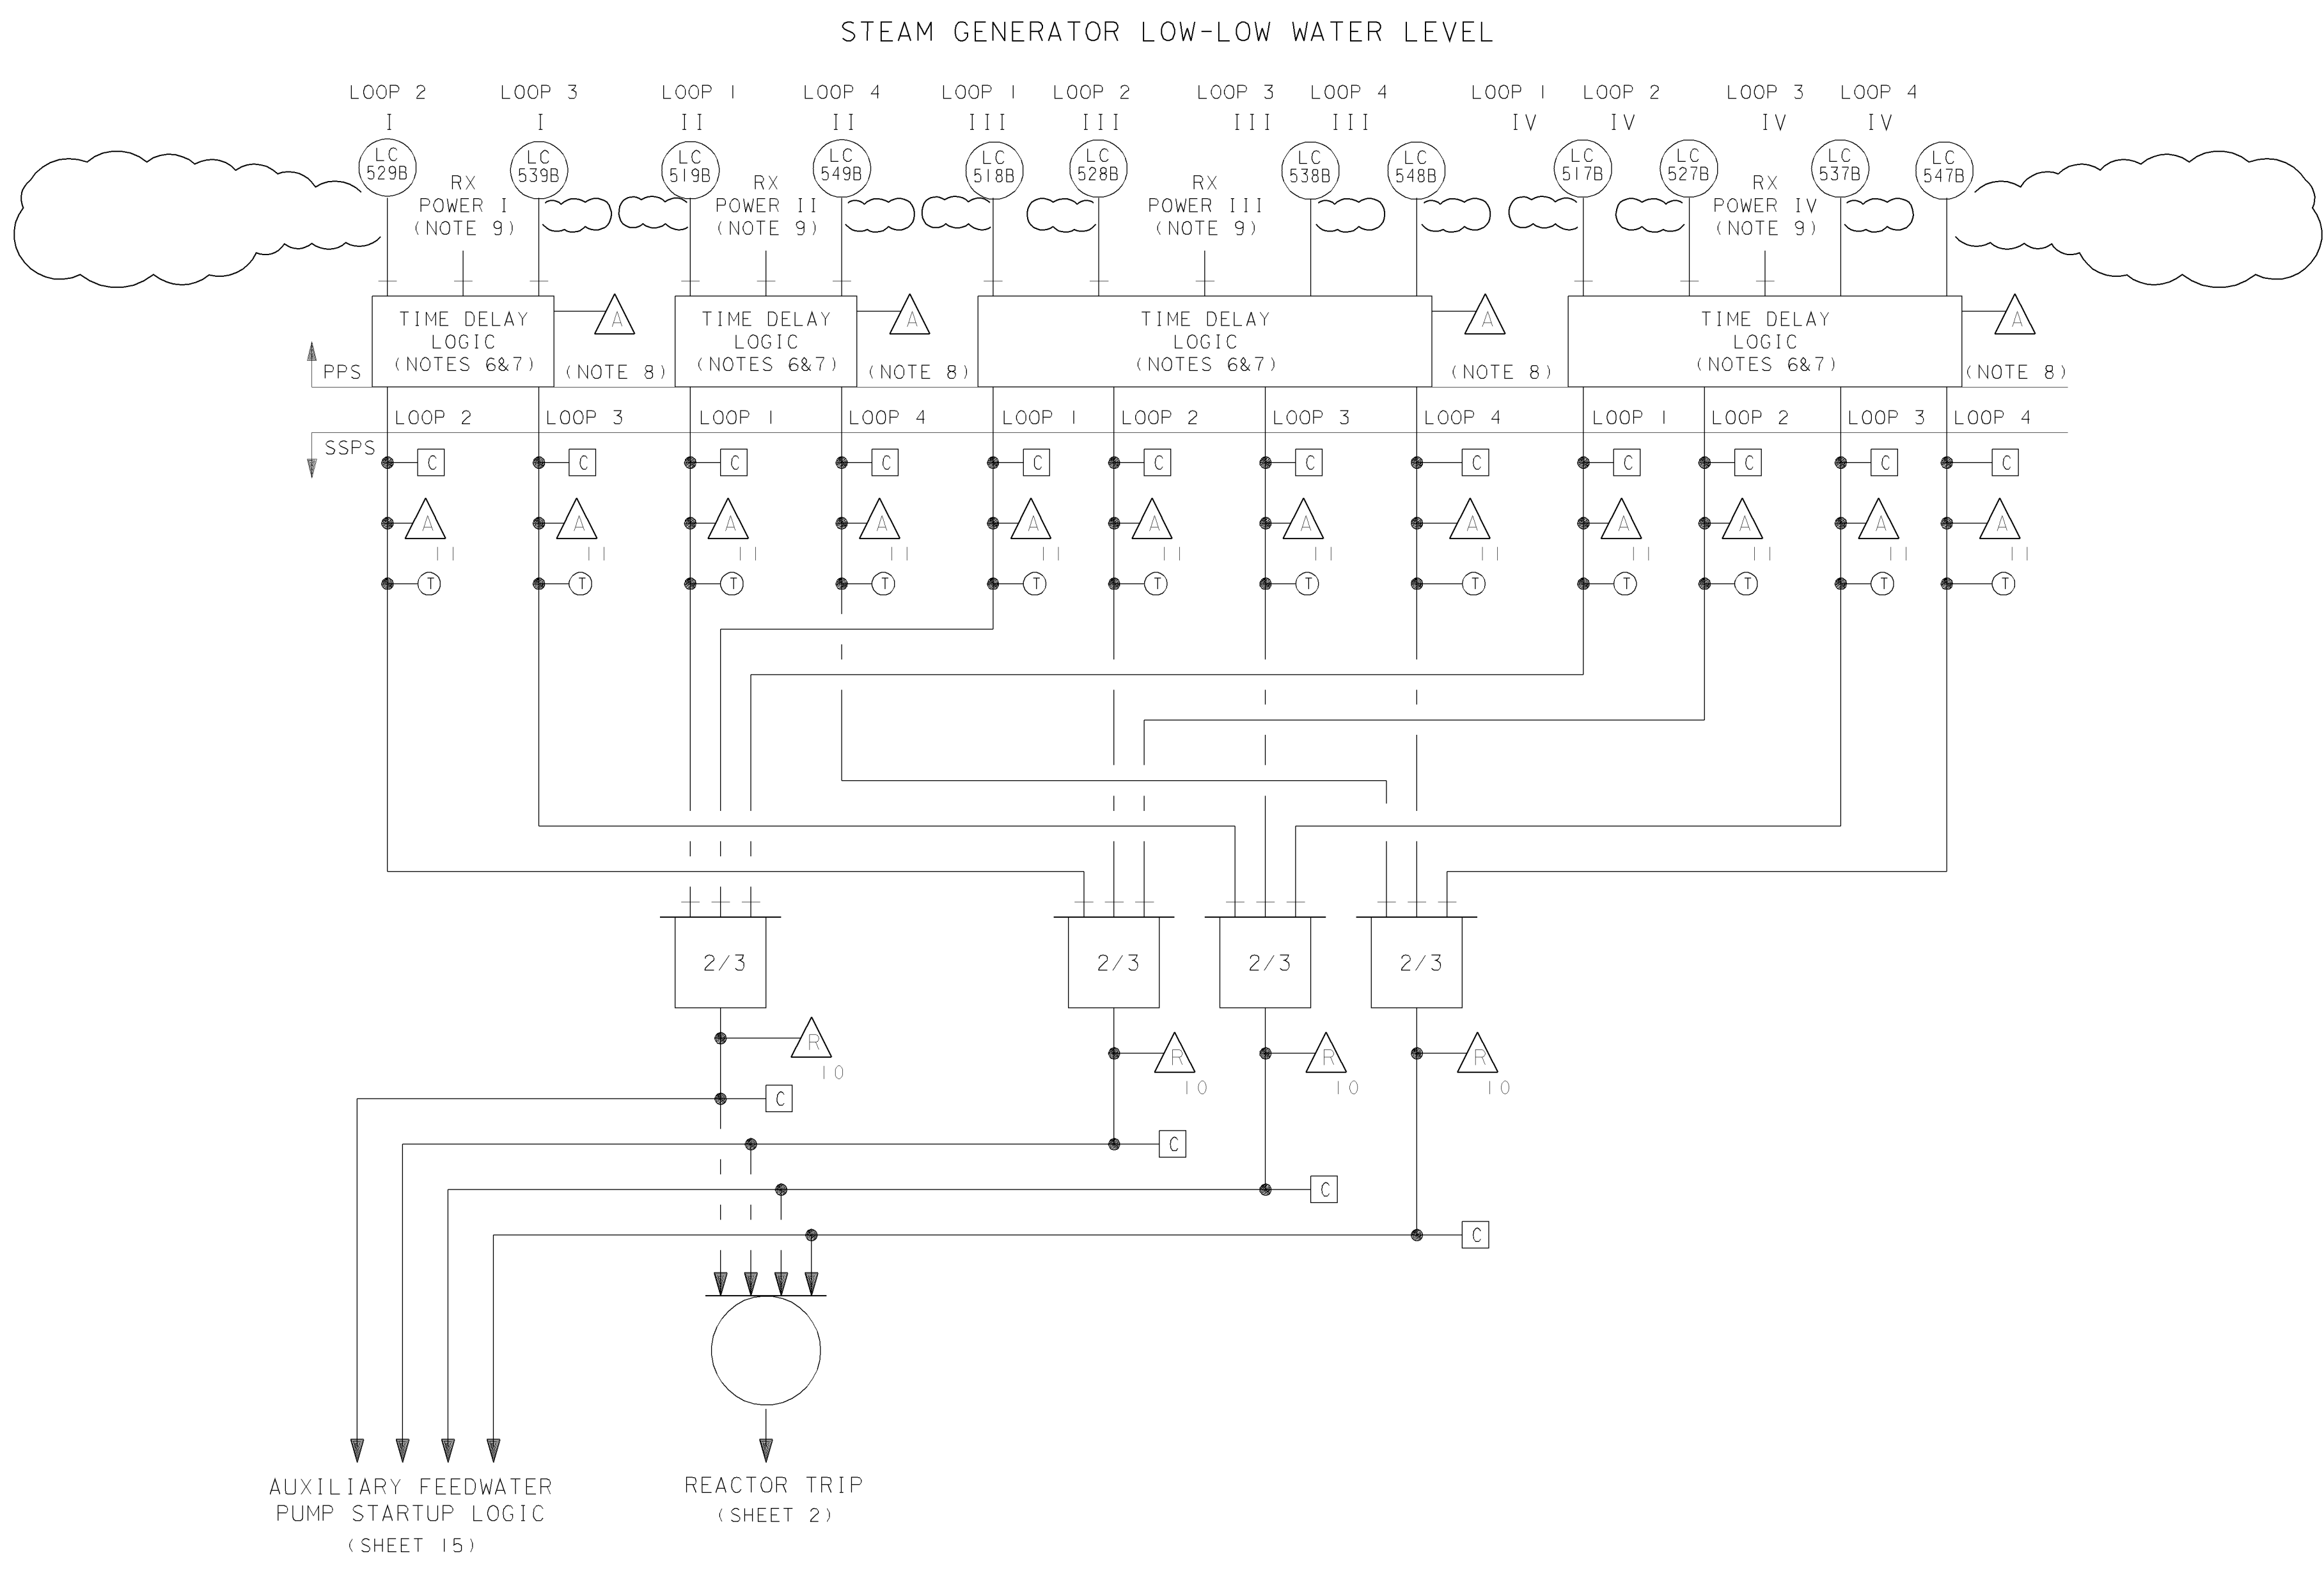 STEAM GENERATOR LOW-LOW WATER LEVEL
LOOP 2 LOOP 3 LOOP 1 LOOP 4 LOOP 1 LOOP 2 LOOP 3 LOOP 4 LOOP 1 LOOP 2 LOOP 3 LOOP 4
I I II II III III III III IV IV IV IV
LC LC LC LC LC LC LC LC LC LC LC LC
529B 539B 519B 549B 518B 528B 538B 548B 517B 527B 537B 547B
RX RX RX RX
POWER I POWER II POWER III POWER IV
(NOTE 9) (NOTE 9) (NOTE 9) (NOTE 9)
TIME DELAY A TIME DELAY A TIME DELAY A TIME DELAY A
LOGIC LOGIC LOGIC LOGIC
PPS (NOTES 6&7) (NOTE 8) (NOTES 6&7) (NOTE 8) (NOTES 6&7) (NOTE 8) (NOTES 6&7) (NOTE 8)
LOOP 2 LOOP 3 LOOP 1 LOOP 4 LOOP 1 LOOP 2 LOOP 3 LOOP 4 LOOP 1 LOOP 2 LOOP 3 LOOP 4
SSPS
C C C C C C C C C C C C
A A A A A A A A A A A A
11 11 11 11 11 11 11 11 11 11 11 11
T T T T T T T T T T T T
2/3 2/3 2/3 2/3
R R R R
10 10 10 10
C
C
C
C
AUXILIARY FEEDWATER
PUMP STARTUP LOGIC
(SHEET 15)
REACTOR TRIP
(SHEET 2)